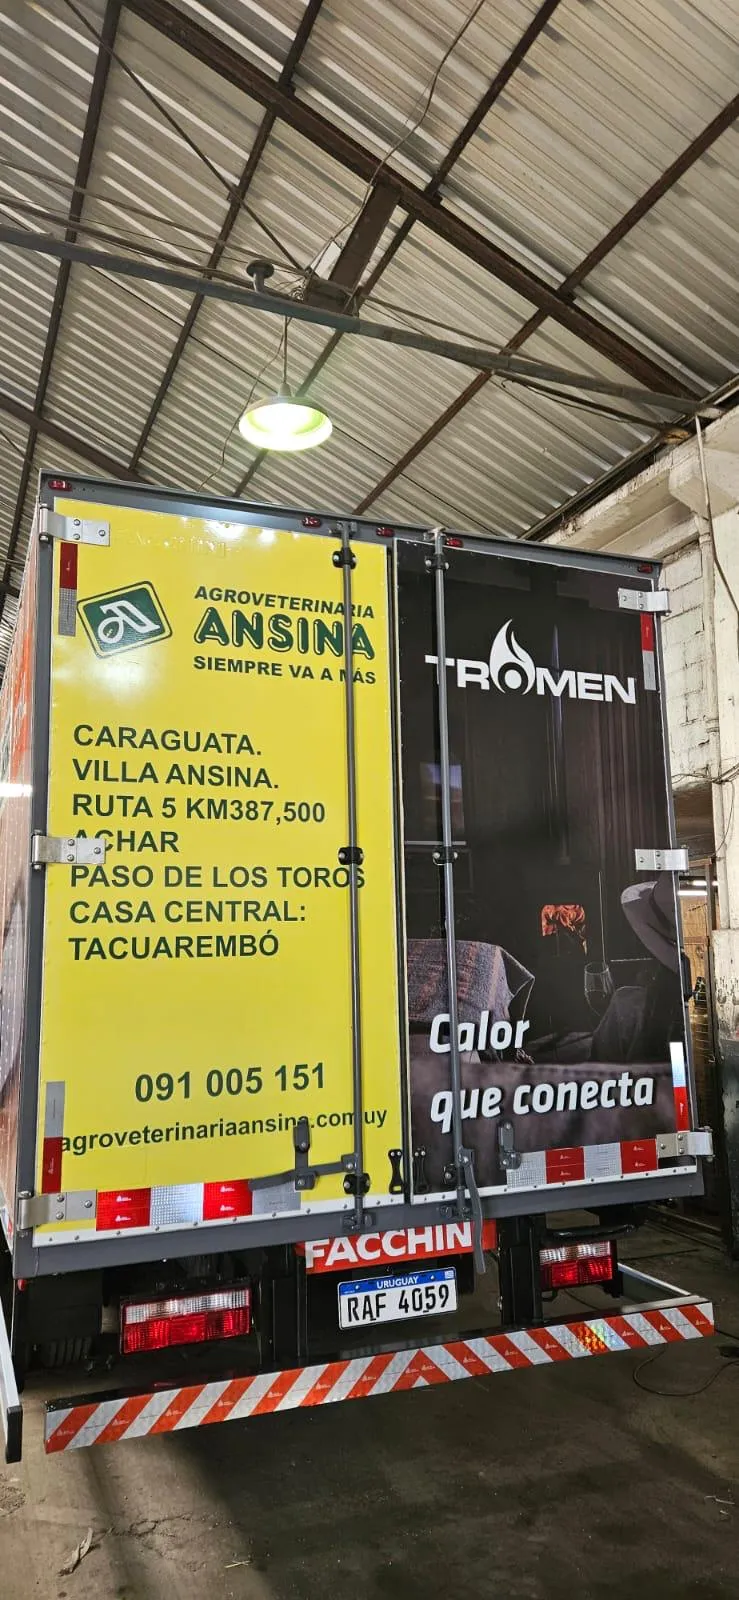 AGROVETERINARIA
ANSINA
SIEMPRE VA A MÁS
CARAGUATA.
VILLA ANSINA.
RUTA 5 KM387,500
ACHAR
PASO DE LOS TOROS
CASA CENTRAL:
TACUAREMBÓ
091 005 151
agroveterinariaansina.com.uy
TROMEN
Calor
que conecta
FACCHINI
URUGUAY
RAF 4059